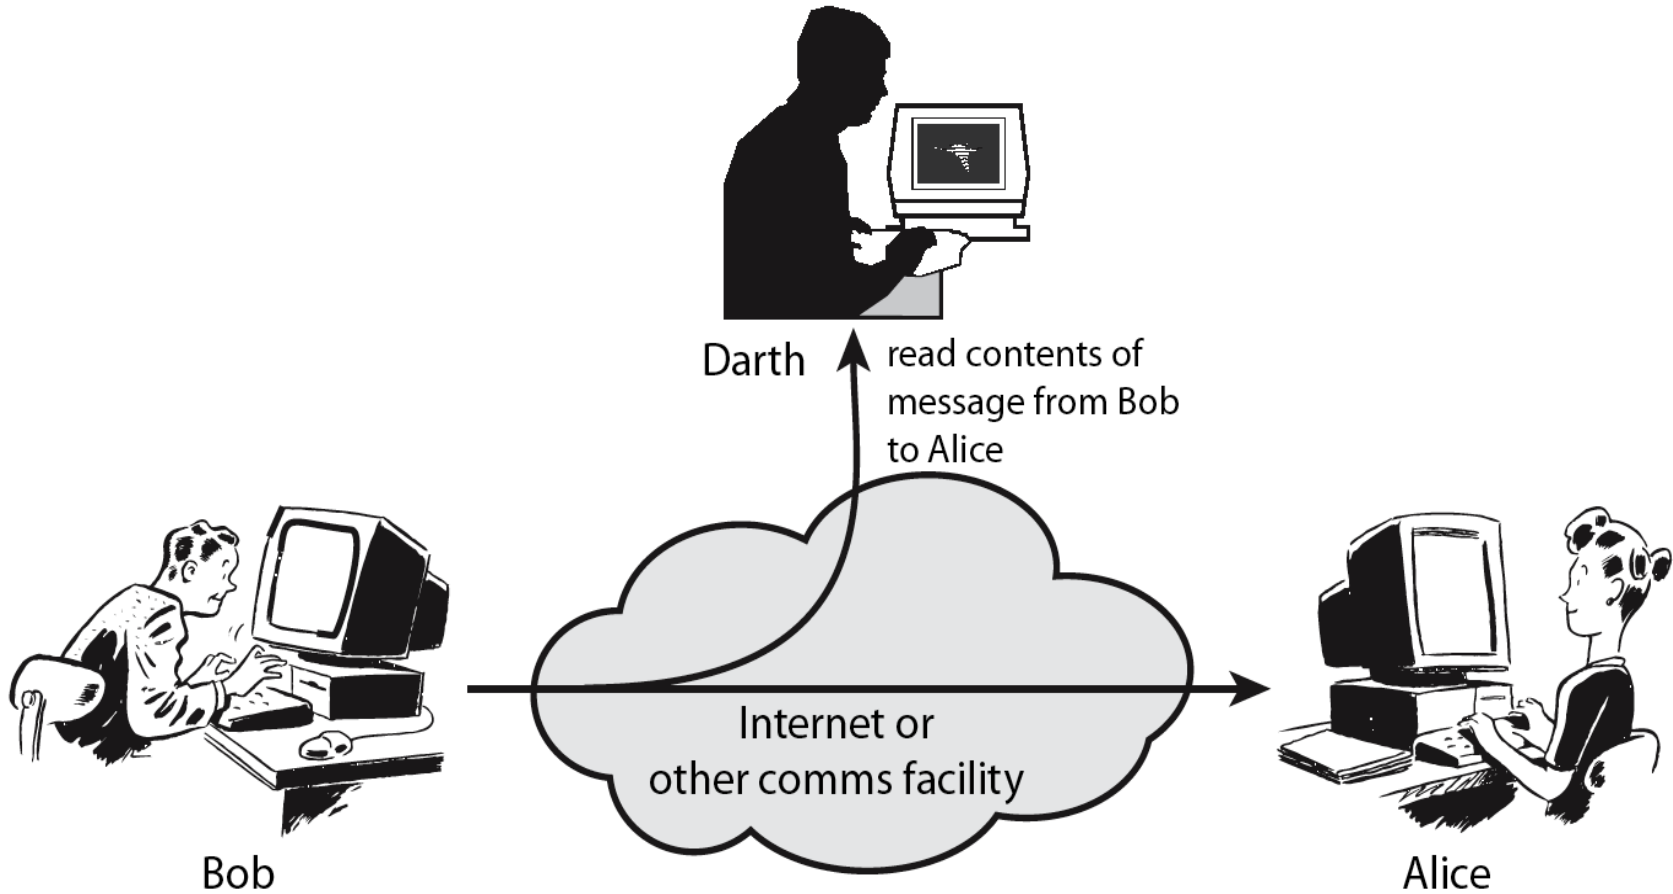 Darth
read contents of
message from Bob
to Alice
Internet or
other comms facility
Bob
Alice